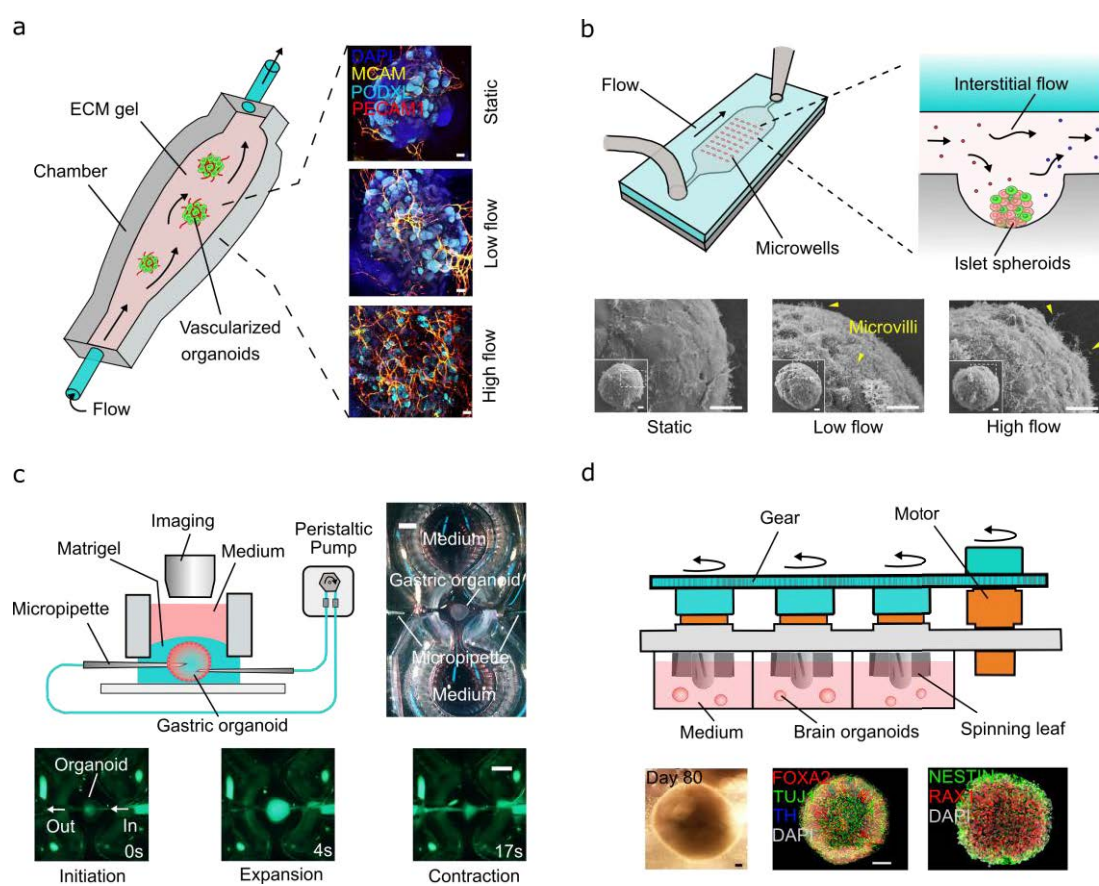 a
ECM gel
Chamber
Vascularized
organoids
Flow
DAPI
MCAM
PODXL
PECAM1
Static
Low flow
High flow
b
Flow
Microwells
Interstitial flow
Islet spheroids
Microvilli
Static
Low flow
High flow
c
Imaging
Matrigel
Medium
Micropipette
Peristaltic
Pump
Gastric organoid
Medium
Gastric organoid
Micropipette
Medium
Organoid
Out
In
0s
4s
17s
Initiation
Expansion
Contraction
d
Gear
Motor
Medium
Brain organoids
Spinning leaf
Day 80
FOXA2
TUJ1
TH
DAPI
NESTIN
RAX
DAPI